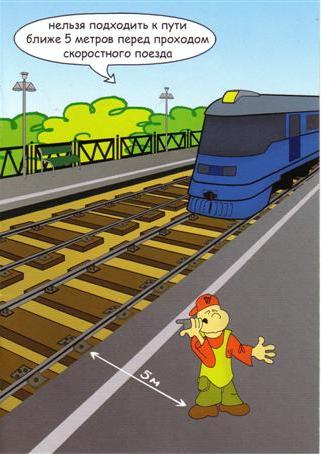 нельзя подходить к пути
ближе 5 метров перед проходом
скоростного поезда
5м